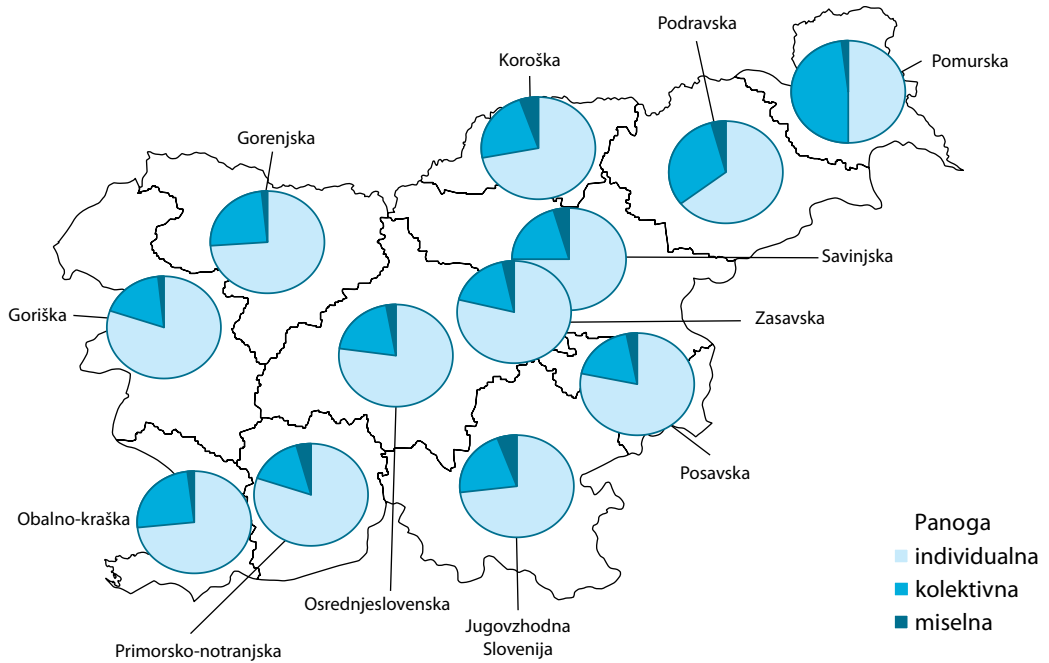 Podravska
Koroška
Pomurska
Gorenjska
Savinjska
Goriška
Zasavska
Posavska
Obalno-kraška
Osrednjeslovenska
Jugovzhodna
Slovenija
Primorsko-notranjska
Panoga
individualna
kolektivna
miselna